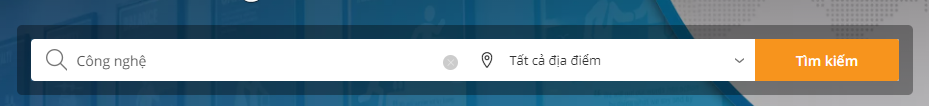 Công nghệ Tất cả địa điểm Tìm kiếm